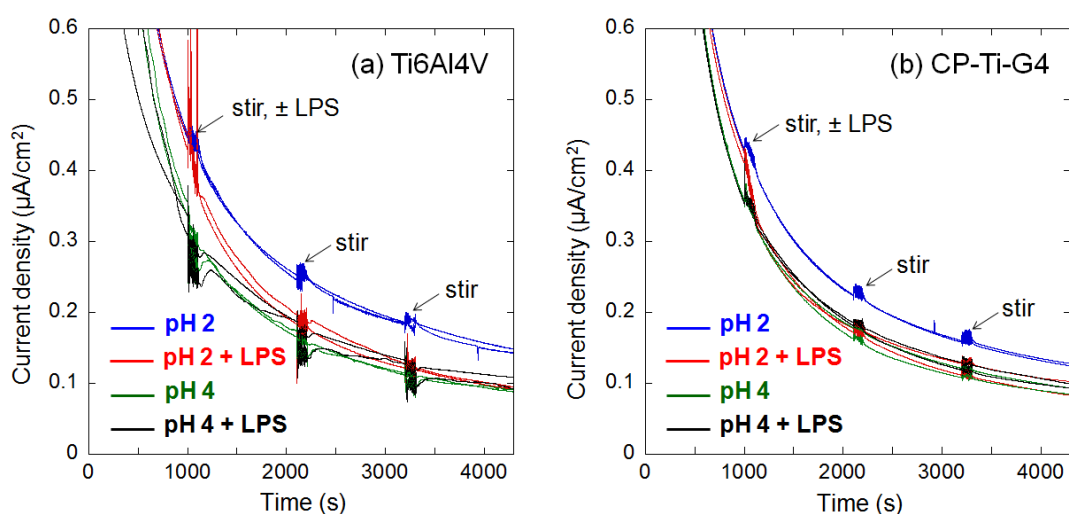 (a) Ti6Al4V
Current density (µA/cm²)
0.6
0.5
0.4
0.3
0.2
0.1
0
stir, ± LPS
stir
stir
pH 2
pH 2 + LPS
pH 4
pH 4 + LPS
0 1000 2000 3000 4000
Time (s)
(b) CP-Ti-G4
Current density (µA/cm²)
0.6
0.5
0.4
0.3
0.2
0.1
0
stir, ± LPS
stir
stir
pH 2
pH 2 + LPS
pH 4
pH 4 + LPS
0 1000 2000 3000 4000
Time (s)